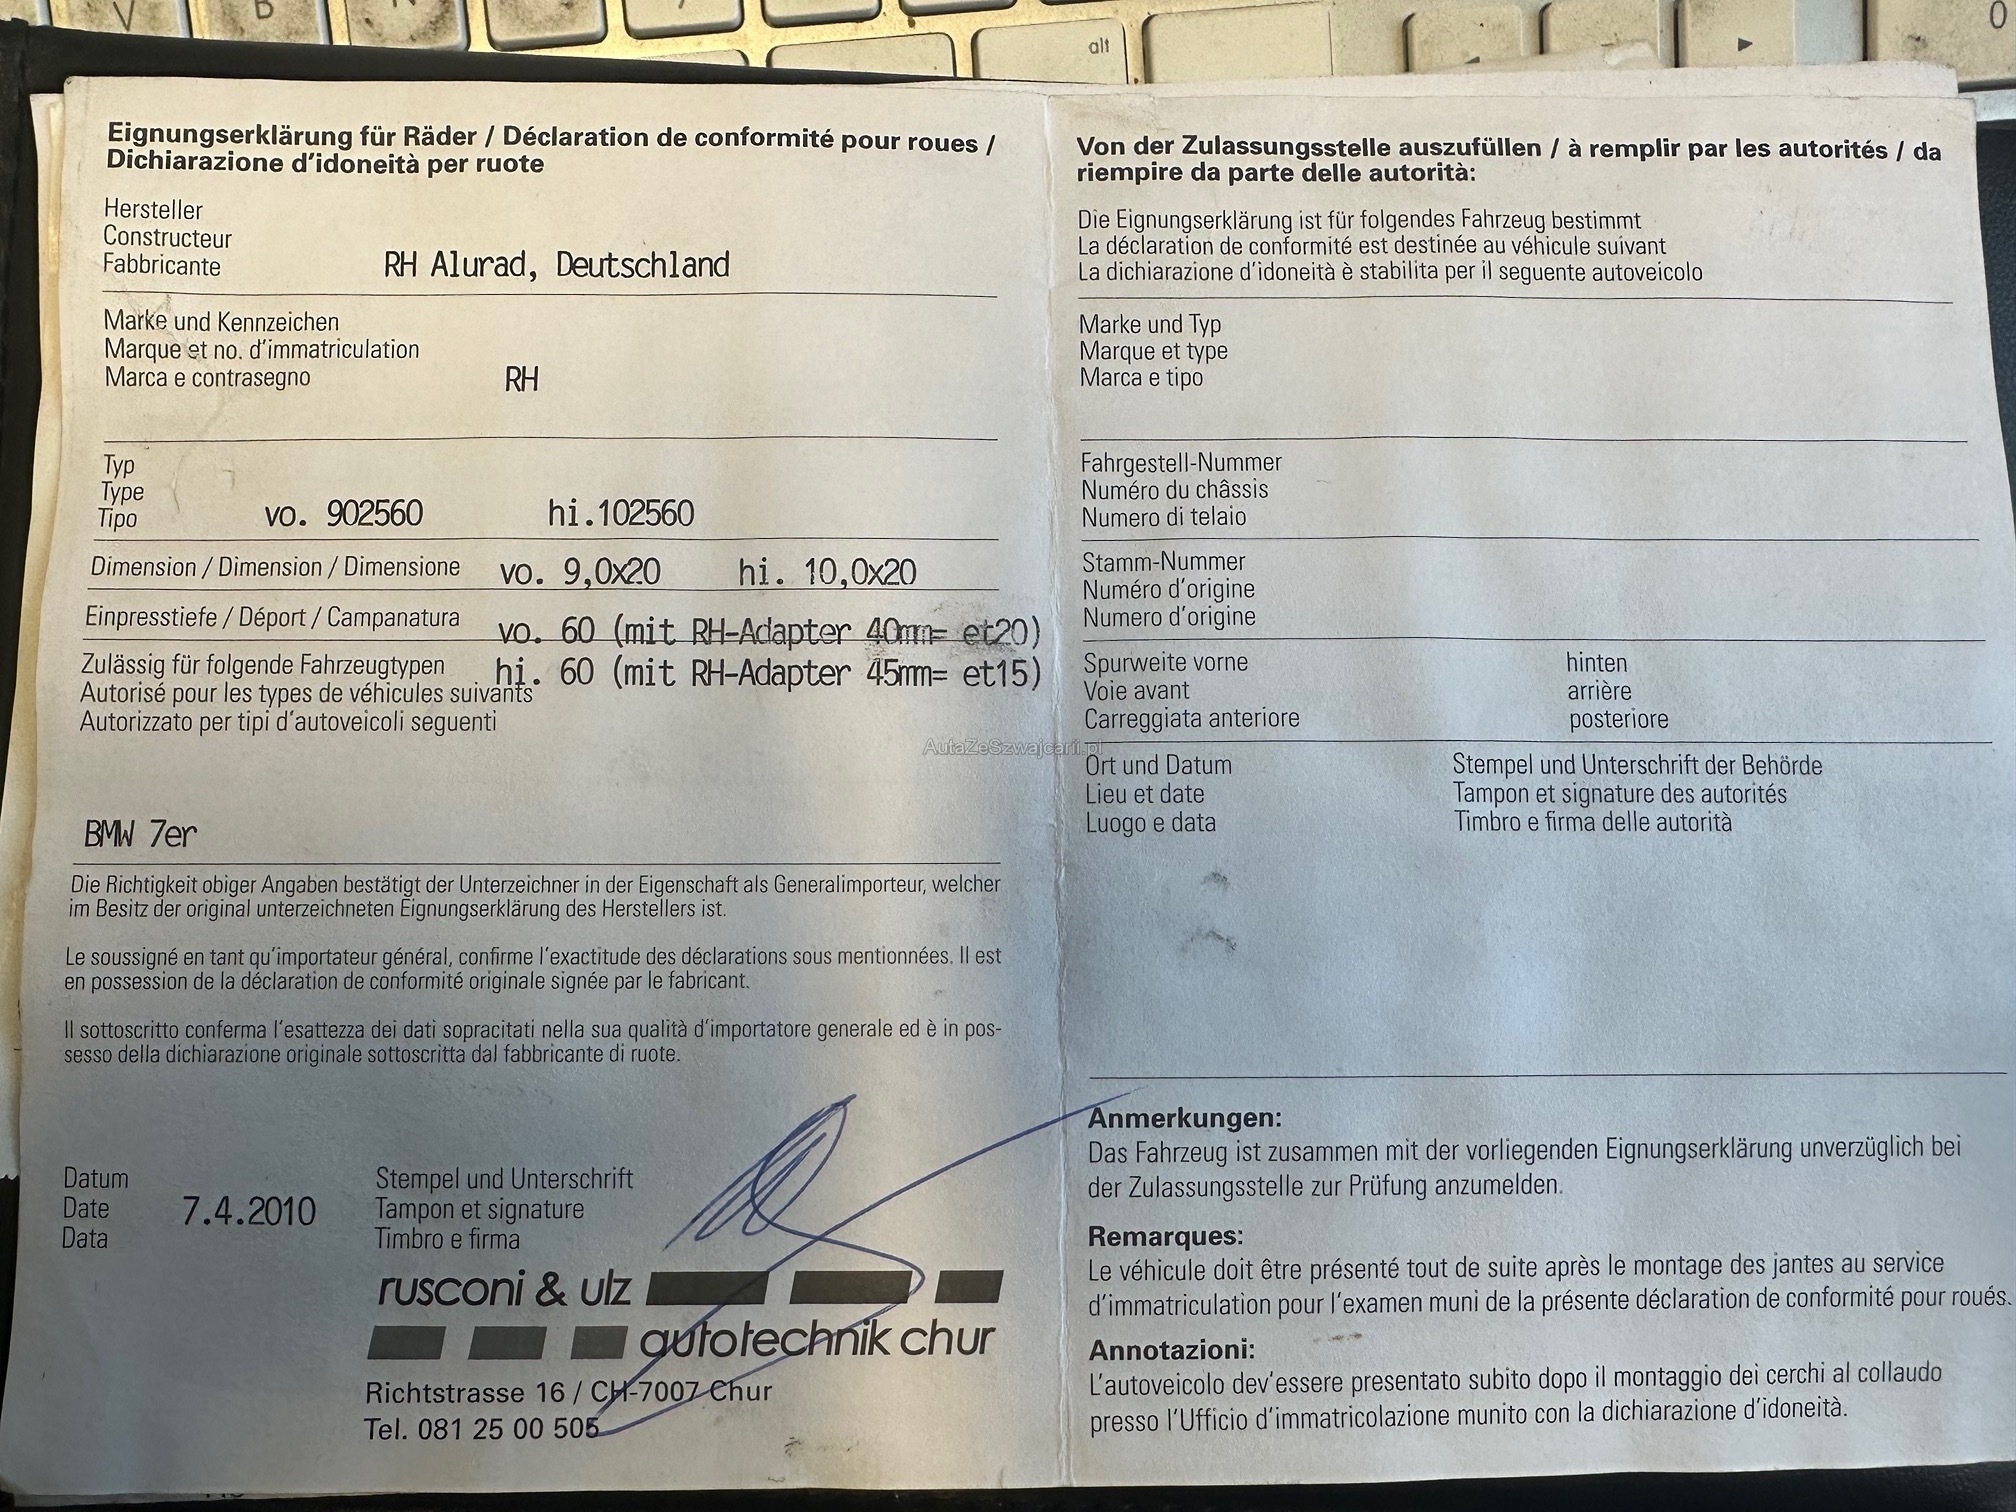 V
B
N
alt
0
Eignungserklärung für Räder / Déclaration de conformité pour roues /
Dichiarazione d'idoneità per ruote
Hersteller
Constructeur
Fabbricante RH Alurad, Deutschland
Marke und Kennzeichen
Marque et no. d'immatriculation
Marca e contrasegno RH
Typ
Type
Tipo vo. 902560 hi.102560
Dimension / Dimension / Dimensione vo. 9,0x20 hi. 10,0x20
Einpresstiefe / Déport / Campanatura vo. 60 (mit RH-Adapter 40mm= et20)
Zulässig für folgende Fahrzeugtypen hi. 60 (mit RH-Adapter 45mm= et15)
Autorisé pour les types de véhicules suivants
Autorizzato per tipi d'autoveicoli seguenti
BMW 7er
Die Richtigkeit obiger Angaben bestätigt der Unterzeichner in der Eigenschaft als Generalimporteur, welcher
im Besitz der original unterzeichneten Eignungserklärung des Herstellers ist.
Le soussigné en tant qu'importateur général, confirme l'exactitude des déclarations sous mentionnées. Il est
en possession de la déclaration de conformité originale signée par le fabricant.
Il sottoscritto conferma l'esattezza dei dati sopracitati nella sua qualità d'importatore generale ed è in pos-
sesso della dichiarazione originale sottoscritta dal fabbricante di ruote.
Datum
Date 7.4.2010
Data
Stempel und Unterschrift
Tampon et signature
Timbro e firma
rusconi & ulz
autotechnik chur
Richtstrasse 16 / CH-7007 Chur
Tel. 081 25 00 505
Von der Zulassungsstelle auszufüllen / à remplir par les autorités / da
riempire da parte delle autorità:
Die Eignungserklärung ist für folgendes Fahrzeug bestimmt
La déclaration de conformité est destinée au véhicule suivant
La dichiarazione d'idoneità è stabilita per il seguente autoveicolo
Marke und Typ
Marque et type
Marca e tipo
Fahrgestell-Nummer
Numéro du châssis
Numero di telaio
Stamm-Nummer
Numéro d'origine
Numero d'origine
Spurweite vorne hinten
Voie avant arrière
Carreggiata anteriore posteriore
AutaZeSzwajcarii.pl
Ort und Datum Stempel und Unterschrift der Behörde
Lieu et date Tampon et signature des autorités
Luogo e data Timbro e firma delle autorità
Anmerkungen:
Das Fahrzeug ist zusammen mit der vorliegenden Eignungserklärung unverzüglich bei
der Zulassungsstelle zur Prüfung anzumelden.
Remarques:
Le véhicule doit être présenté tout de suite après le montage des jantes au service
d'immatriculation pour l'examen muni de la présente déclaration de conformité pour roués.
Annotazioni:
L'autoveicolo dev'essere presentato subito dopo il montaggio dei cerchi al collaudo
presso l'Ufficio d'immatricolazione munito con la dichiarazione d'idoneità.